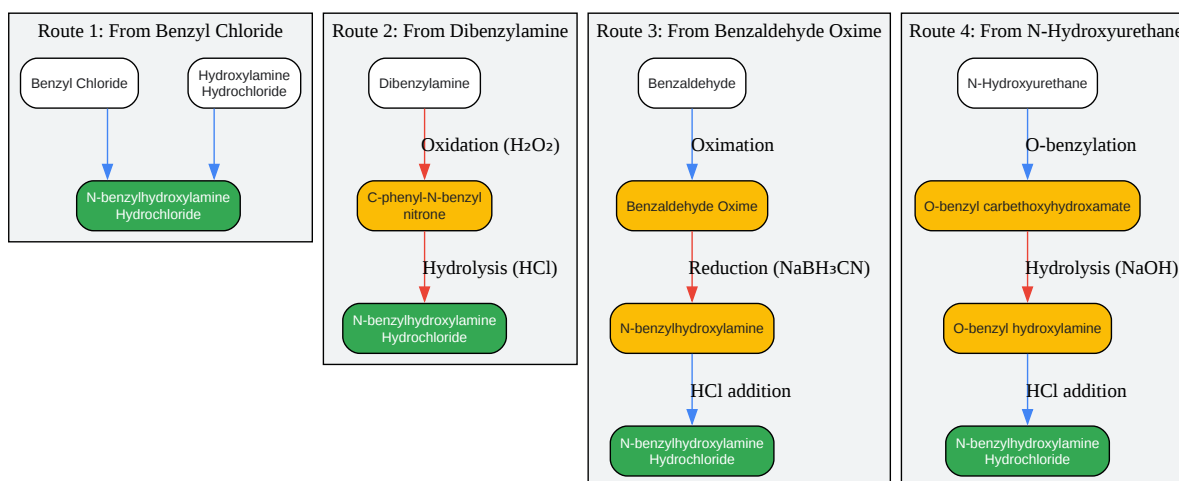 Route 1: From Benzyl Chloride
Benzyl Chloride
Hydroxylamine
Hydrochloride
N-benzylhydroxylamine
Hydrochloride
Route 2: From Dibenzylamine
Dibenzylamine
Oxidation (H₂O₂)
C-phenyl-N-benzyl
nitrone
Hydrolysis (HCl)
N-benzylhydroxylamine
Hydrochloride
Route 3: From Benzaldehyde Oxime
Benzaldehyde
Oximation
Benzaldehyde Oxime
Reduction (NaBH₃CN)
N-benzylhydroxylamine
HCl addition
N-benzylhydroxylamine
Hydrochloride
Route 4: From N-Hydroxyurethane
N-Hydroxyurethane
O-benzylation
O-benzyl carbethoxyhydroxamate
Hydrolysis (NaOH)
O-benzyl hydroxylamine
HCl addition
N-benzylhydroxylamine
Hydrochloride